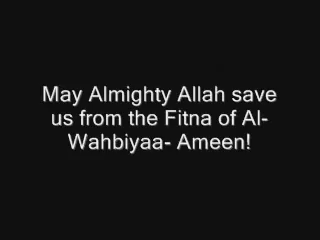 May Almighty Allah save
us from the Fitna of Al-
Wahbiyaa- Ameen!